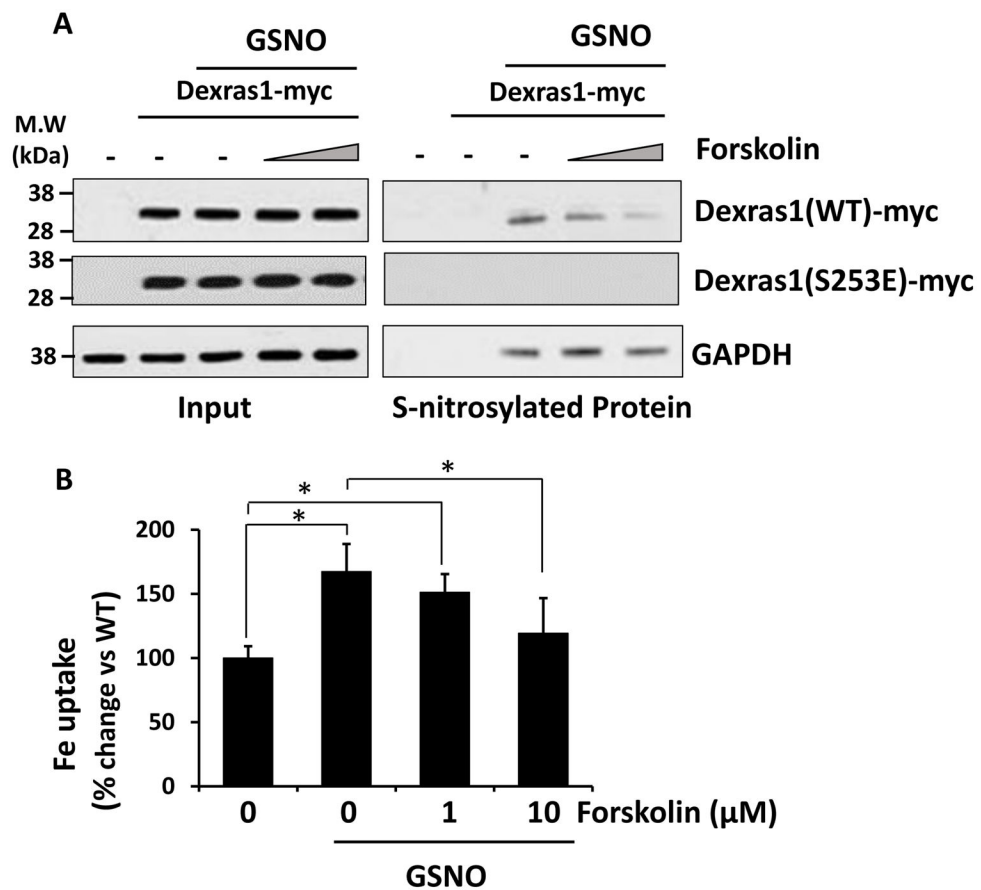 A
GSNO GSNO
Dexras1-myc Dexras1-myc
M.W
(kDa) - - - - - - Forskolin
38
28
Dexras1(WT)-myc
38
28
Dexras1(S253E)-myc
38
GAPDH
Input S-nitrosylated Protein
B
*
*
*
200
150
100
50
0
Fe uptake
(% change vs WT)
0 0 1 10 Forskolin (µM)
GSNO